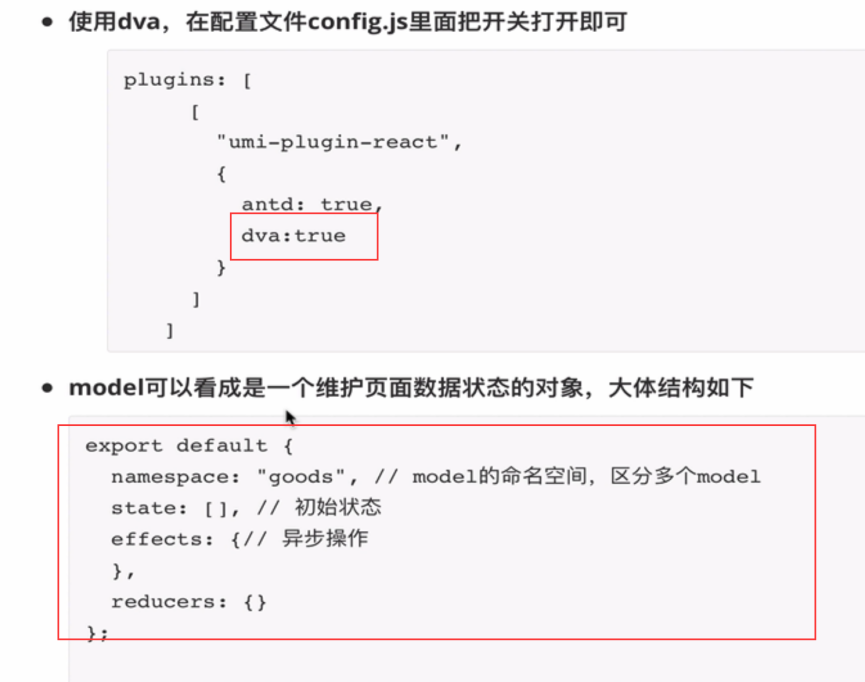 使用dva，在配置文件config.js里面把开关打开即可
plugins: [
[
"umi-plugin-react",
{
antd: true,
dva:true
}
]
]
model可以看成是一个维护页面数据状态的对象，大体结构如下
export default {
namespace: "goods", // model的命名空间，区分多个model
state: [], // 初始状态
effects: {// 异步操作
},
reducers: {}
};